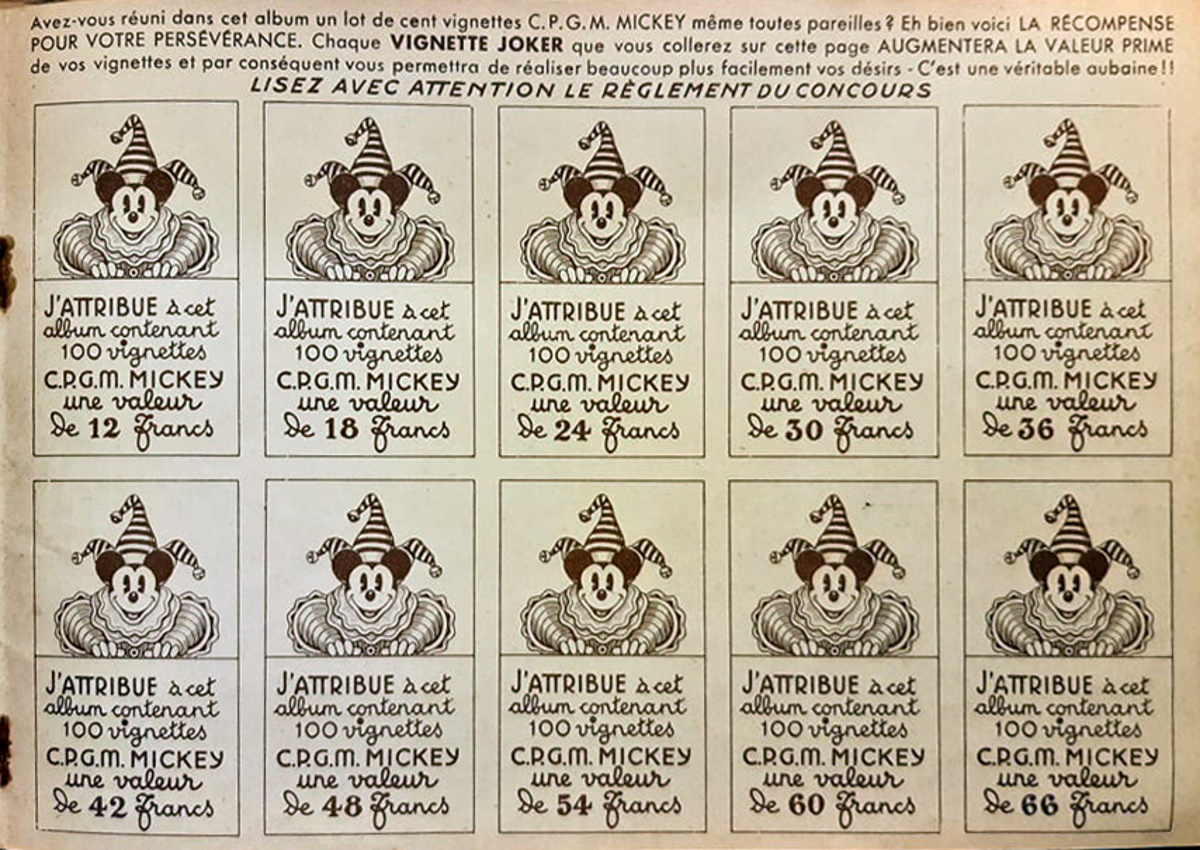 Avez-vous réuni dans cet album un lot de cent vignettes C.P.G.M. MICKEY même toutes pareilles ? Eh bien voici LA RÉCOMPENSE
POUR VOTRE PERSÉVÉRANCE. Chaque VIGNETTE JOKER que vous collerez sur cette page AUGMENTERA LA VALEUR PRIME
de vos vignettes et par conséquent vous permettra de réaliser beaucoup plus facilement vos désirs - C'est une véritable aubaine !!
LISEZ AVEC ATTENTION LE RÈGLEMENT DU CONCOURS
J'ATTRIBUE à cet
album contenant
100 vignettes
C.P.G.M. MICKEY
une valeur
de 12 Francs
J'ATTRIBUE à cet
album contenant
100 vignettes
C.P.G.M. MICKEY
une valeur
de 18 Francs
J'ATTRIBUE à cet
album contenant
100 vignettes
C.P.G.M. MICKEY
une valeur
de 24 Francs
J'ATTRIBUE à cet
album contenant
100 vignettes
C.P.G.M. MICKEY
une valeur
de 30 Francs
J'ATTRIBUE à cet
album contenant
100 vignettes
C.P.G.M. MICKEY
une valeur
de 36 Francs
J'ATTRIBUE à cet
album contenant
100 vignettes
C.P.G.M. MICKEY
une valeur
de 42 Francs
J'ATTRIBUE à cet
album contenant
100 vignettes
C.P.G.M. MICKEY
une valeur
de 48 Francs
J'ATTRIBUE à cet
album contenant
100 vignettes
C.P.G.M. MICKEY
une valeur
de 54 Francs
J'ATTRIBUE à cet
album contenant
100 vignettes
C.P.G.M. MICKEY
une valeur
de 60 Francs
J'ATTRIBUE à cet
album contenant
100 vignettes
C.P.G.M. MICKEY
une valeur
de 66 Francs